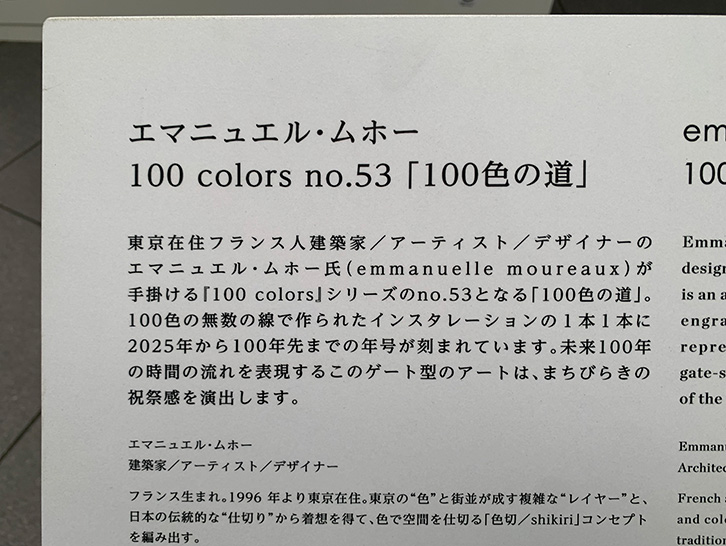 エマニュエル・ムホー
100 colors no.53「100色の道」
東京在住フランス人建築家／アーティスト／デザイナーの
エマニュエル・ムホー氏(emmanuelle moureaux)が
手掛ける『100 colors』シリーズのno.53となる「100色の道」。
100色の無数の線で作られたインスタレーションの1本1本に
2025年から100年先までの年号が刻まれています。未来100年
の時間の流れを表現するこのゲート型のアートは、まちびらきの
祝祭感を演出します。
エマニュエル・ムホー
建築家／アーティスト／デザイナー
フランス生まれ。1996 年より東京在住。東京の“色”と街並が成す複雑な“レイヤー”と、
日本の伝統的な“仕切り”から着想を得て、色で空間を仕切る「色切／shikiri」コンセプト
を編み出す。
em
100
Emma
design
is an a
engra
repre
gate-s
of the
Emmanu
Architec
French a
and colo
tradition